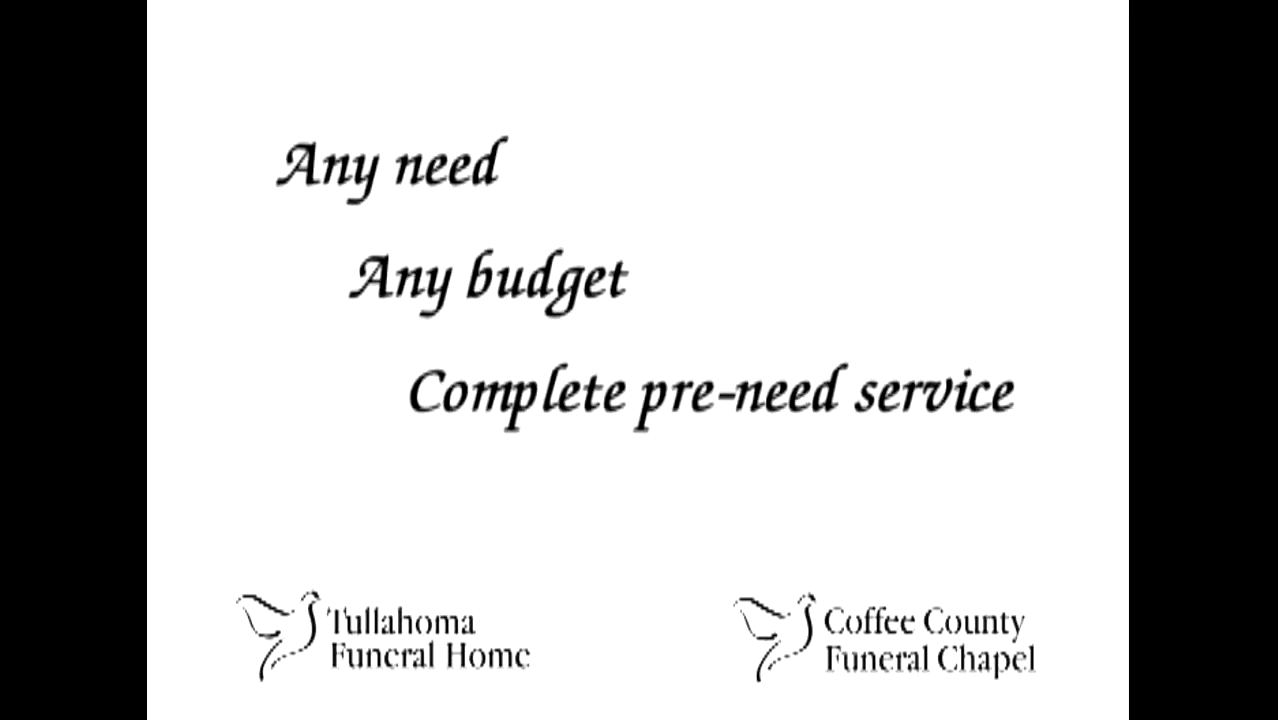 Any need
Any budget
Complete pre-need service
Tullahoma
Funeral Home
Coffee County
Funeral Chapel